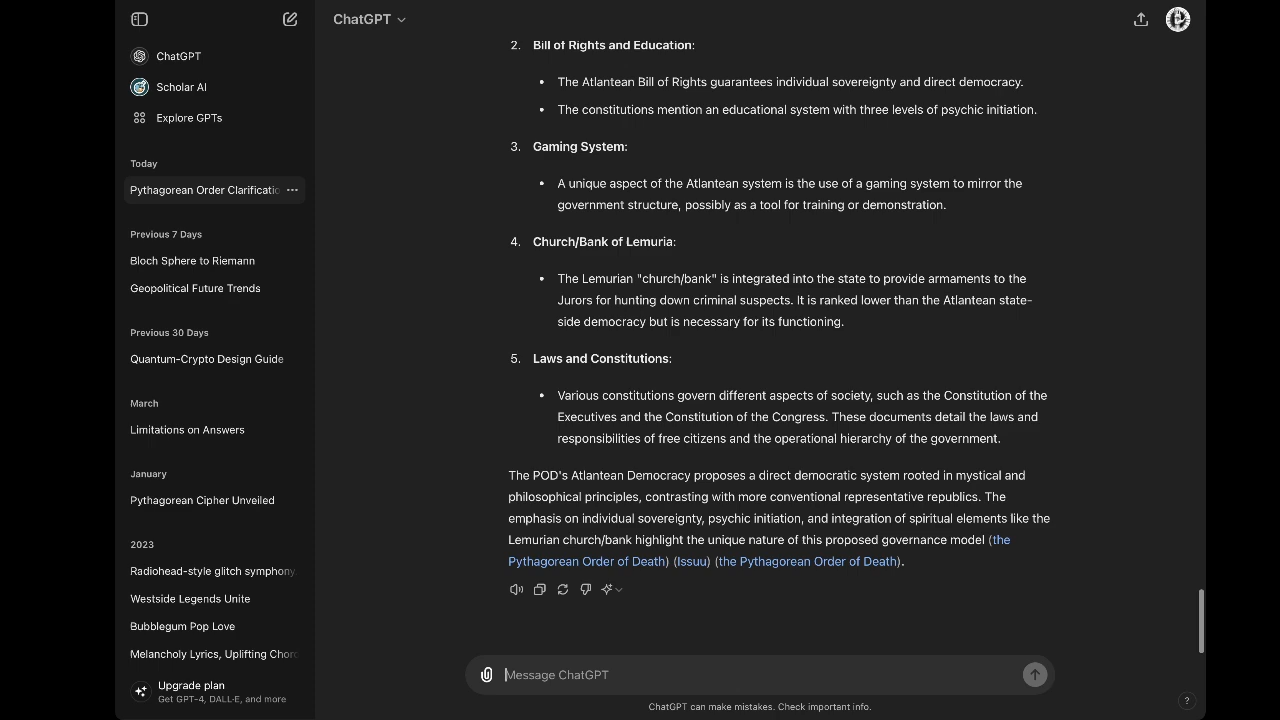 ChatGPT
Scholar AI
Explore GPTs
Today
Pythagorean Order Clarificatio
Previous 7 Days
Bloch Sphere to Riemann
Geopolitical Future Trends
Previous 30 Days
Quantum-Crypto Design Guide
March
Limitations on Answers
January
Pythagorean Cipher Unveiled
2023
Radiohead-style glitch symphony,
Westside Legends Unite
Bubblegum Pop Love
Melancholy Lyrics, Uplifting Chord
Upgrade plan
Get GPT-4, DALL·E, and more
ChatGPT
2. Bill of Rights and Education:
• The Atlantean Bill of Rights guarantees individual sovereignty and direct democracy.
• The constitutions mention an educational system with three levels of psychic initiation.
3. Gaming System:
• A unique aspect of the Atlantean system is the use of a gaming system to mirror the
government structure, possibly as a tool for training or demonstration.
4. Church/Bank of Lemuria:
• The Lemurian "church/bank" is integrated into the state to provide armaments to the
Jurors for hunting down criminal suspects. It is ranked lower than the Atlantean state-
side democracy but is necessary for its functioning.
5. Laws and Constitutions:
• Various constitutions govern different aspects of society, such as the Constitution of the
Executives and the Constitution of the Congress. These documents detail the laws and
responsibilities of free citizens and the operational hierarchy of the government.
The POD's Atlantean Democracy proposes a direct democratic system rooted in mystical and
philosophical principles, contrasting with more conventional representative republics. The
emphasis on individual sovereignty, psychic initiation, and integration of spiritual elements like the
Lemurian church/bank highlight the unique nature of this proposed governance model (the
Pythagorean Order of Death) (Issuu) (the Pythagorean Order of Death).
Message ChatGPT
ChatGPT can make mistakes. Check important info.
?